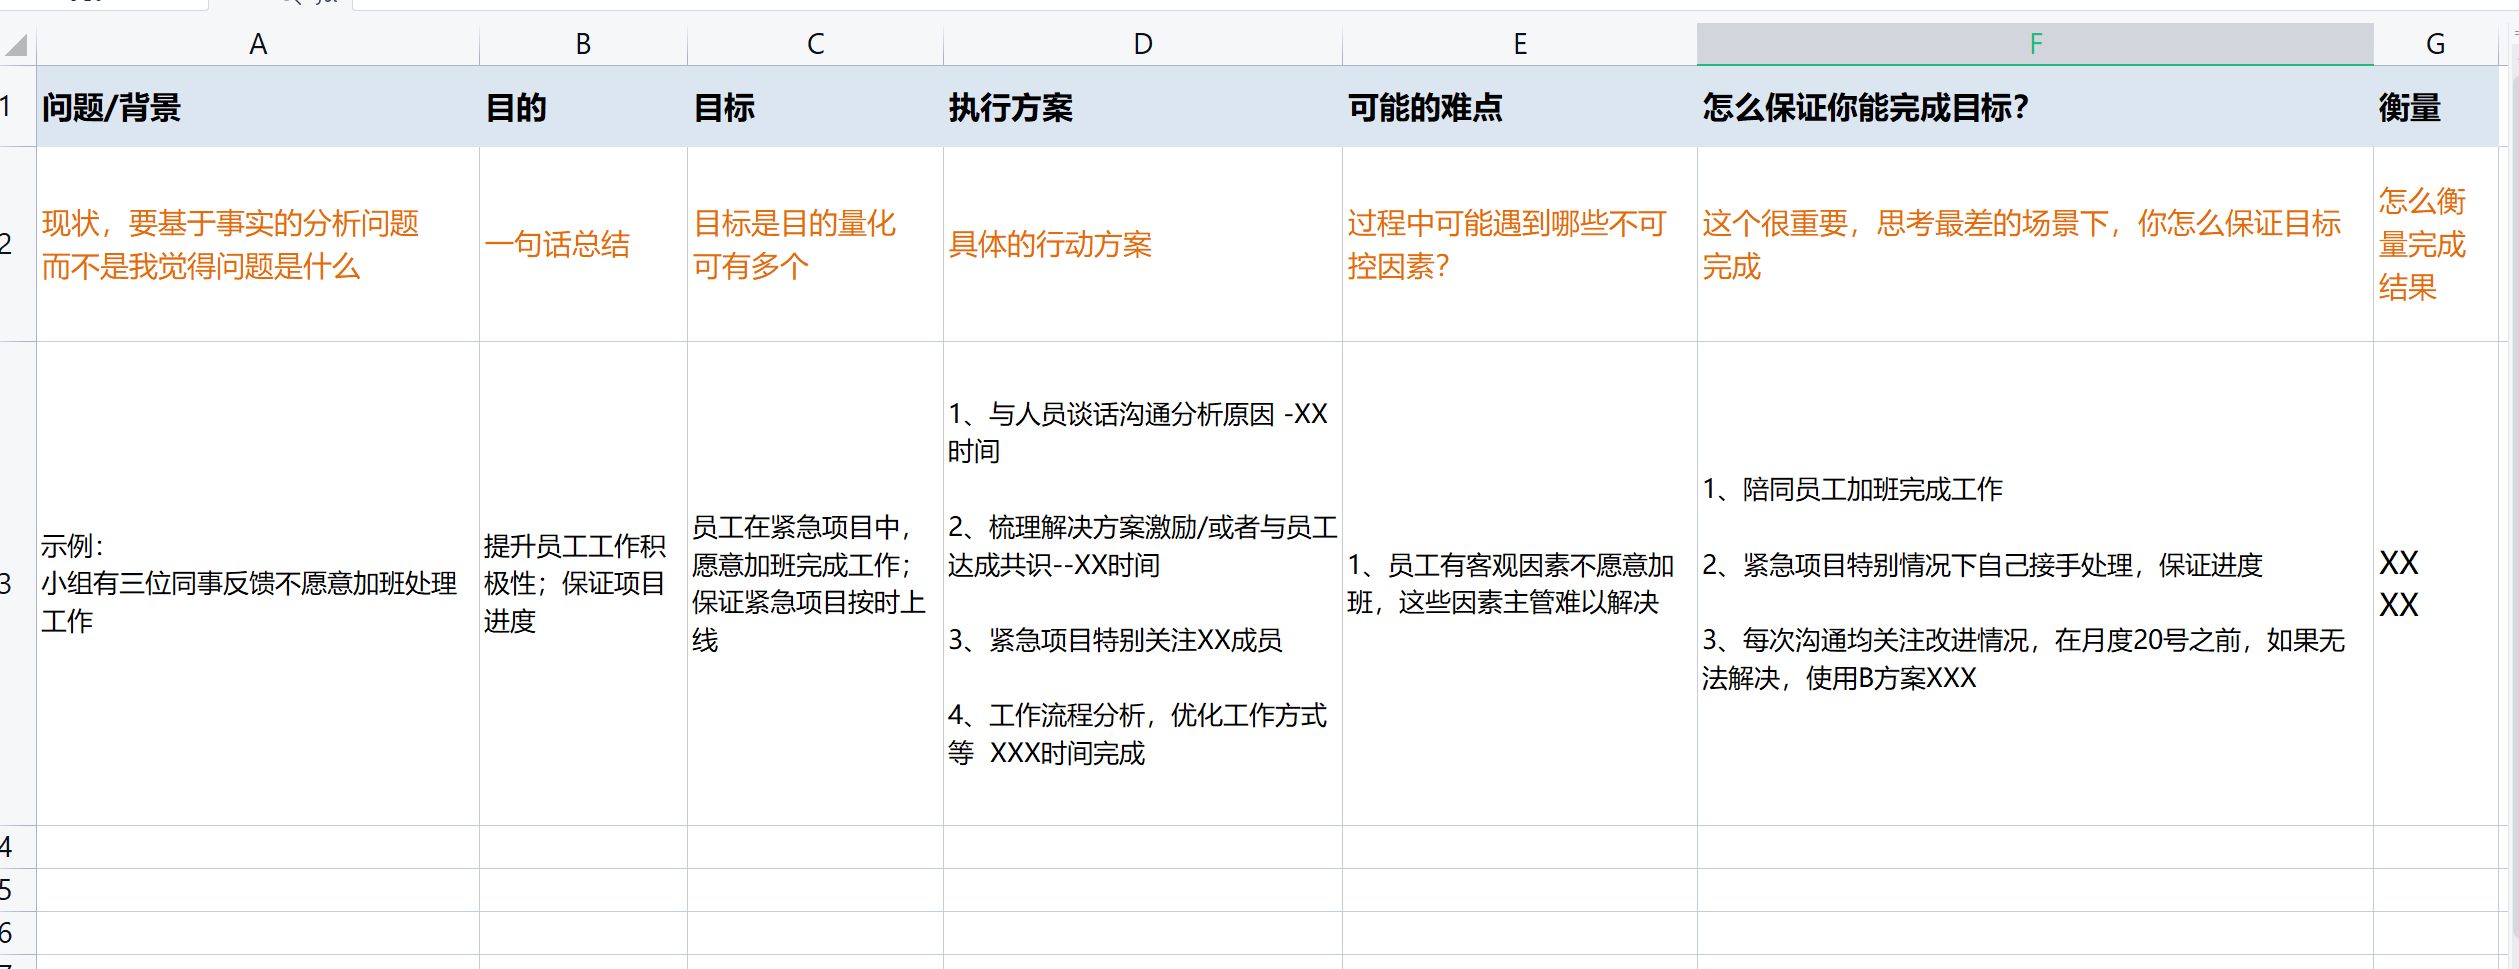 A B C D E F G
1 问题/背景 目的 目标 执行方案 可能的难点 怎么保证你能完成目标？ 衡量
2
现状，要基于事实的分析问题
而不是我觉得问题是什么
一句话总结
目标是目的量化
可有多个
具体的行动方案
过程中可能遇到哪些不可
控因素？
这个很重要，思考最差的场景下，你怎么保证目标
完成
怎么衡
量完成
结果
3
示例：
小组有三位同事反馈不愿意加班处理
工作
提升员工工作积
极性；保证项目
进度
员工在紧急项目中，
愿意加班完成工作；
保证紧急项目按时上
线
1、与人员谈话沟通分析原因 -XX
时间
2、梳理解决方案激励/或者与员工
达成共识--XX时间
3、紧急项目特别关注XX成员
4、工作流程分析，优化工作方式
等 XXX时间完成
1、员工有客观因素不愿意加
班，这些因素主管难以解决
1、陪同员工加班完成工作
2、紧急项目特别情况下自己接手处理，保证进度
3、每次沟通均关注改进情况，在月度20号之前，如果无
法解决，使用B方案XXX
XX
XX
4
5
6